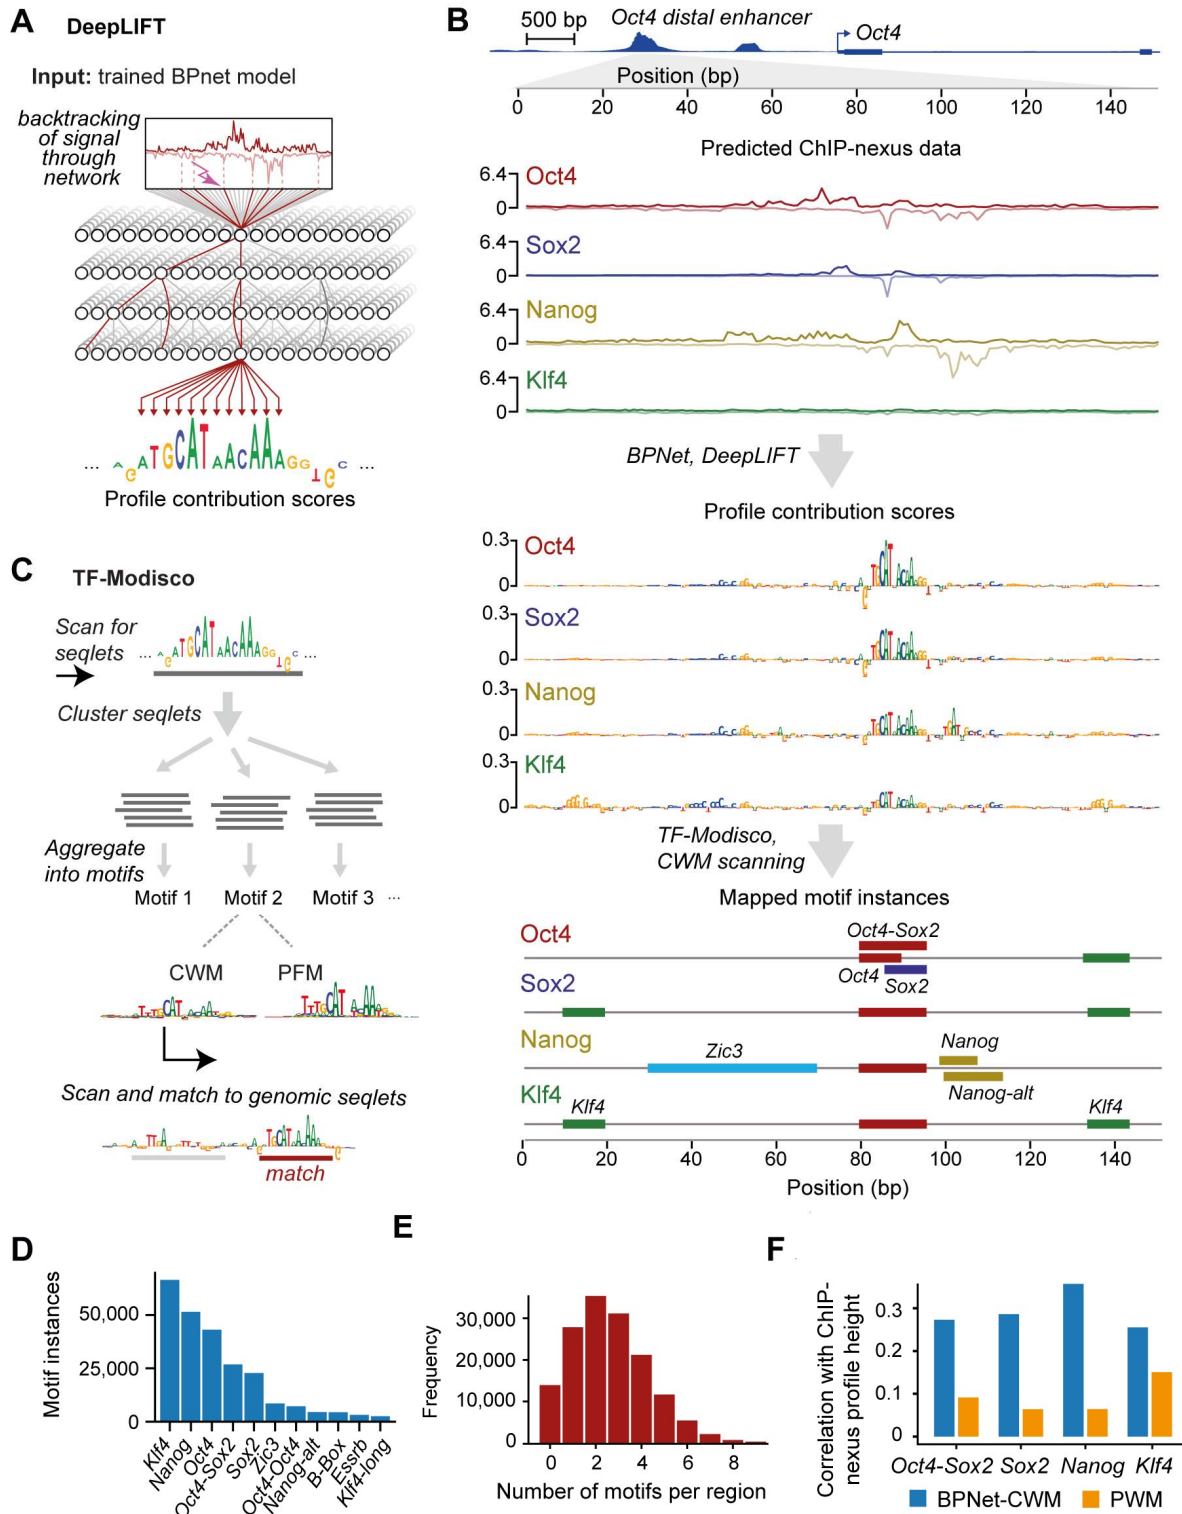 A DeepLIFT
Input: trained BPnet model
backtracking
of signal
through
network
... AGATGCATAACAAAGGTGC ...
Profile contribution scores
B
500 bp
Oct4 distal enhancer
Oct4
Position (bp)
0 20 40 60 80 100 120 140
Predicted ChIP-nexus data
6.4
Oct4
0
6.4
Sox2
0
6.4
Nanog
0
6.4
Klf4
0
BPNet, DeepLIFT
Profile contribution scores
0.3
Oct4
0
0.3
Sox2
0
0.3
Nanog
0
0.3
Klf4
0
TF-Modisco,
CWM scanning
Mapped motif instances
Oct4
Oct4-Sox2
Oct4
Sox2
Sox2
Nanog
Zic3
Nanog
Nanog-alt
Klf4
Klf4
Klf4
0 20 40 60 80 100 120 140
Position (bp)
C TF-Modisco
Scan for
seqlets
... AGATGCATAACAAAGGTGC ...
Cluster seqlets
Aggregate
into motifs
Motif 1 Motif 2 Motif 3 ...
CWM PFM
Scan and match to genomic seqlets
match
D
Motif instances
50,000
25,000
0
Klf4
Nanog
Oct4
Oct4-Sox2
Sox2
Zic3
Oct4-Oct4
Nanog-alt
B-Box
Essrb
Klf4-long
E
Frequency
30,000
20,000
10,000
0
0 2 4 6 8
Number of motifs per region
F
Correlation with ChIP-
nexus profile height
0.3
0.2
0.1
0
Oct4-Sox2 Sox2 Nanog Klf4
BPNet-CWM PWM